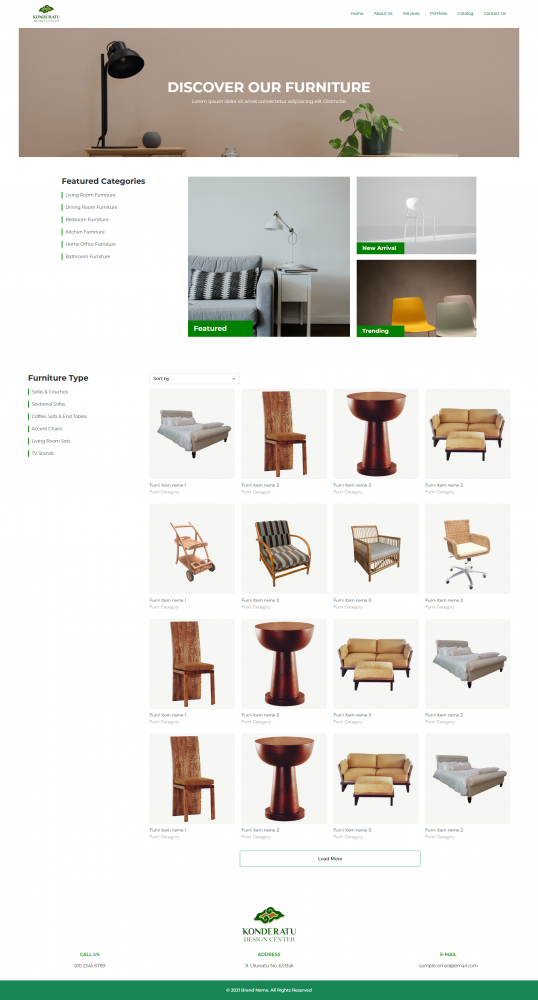 KONDERATU
DESIGN CENTER
Home About Us Services Portfolio Catalog Contact Us
DISCOVER OUR FURNITURE
Lorem ipsum dolor sit amet consectetur adipisicing elit. Distinctio.
Featured Categories
Living Room Furniture
Dining Room Furniture
Bedroom Furniture
Kitchen Furniture
Home Office Furniture
Bathroom Furniture
Featured
New Arrival
Trending
Furniture Type
Sofas & Couches
Sectional Sofas
Coffee, Sofa & End Tables
Accent Chairs
Living Room Sets
TV Stands
Sort by
Furni item name 1 Furni item name 2 Furni item name 3 Furni item name 2
Furni Category Furni Category Furni Category Furni Category
Furni item name 1 Furni item name 2 Furni item name 3 Furni item name 3
Furni Category Furni Category Furni Category Furni Category
Furni item name 1 Furni item name 2 Furni item name 3 Furni item name 2
Furni Category Furni Category Furni Category Furni Category
Furni item name 1 Furni item name 2 Furni item name 3 Furni item name 2
Furni Category Furni Category Furni Category Furni Category
Load More
KONDERATU
DESIGN CENTER
CALL US ADDRESS E-MAIL
(01) 2345 6789 Jl. Uluwatu No. 63 Bali sample-email@email.com
© 2021 Brand Name. All Rights Reserved